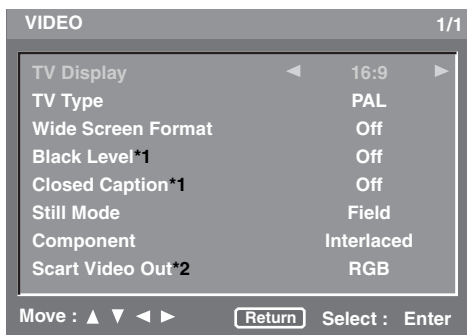 VIDEO 1/1
TV Display ◄ 16:9 ►
TV Type PAL
Wide Screen Format Off
Black Level*1 Off
Closed Caption*1 Off
Still Mode Field
Component Interlaced
Scart Video Out*2 RGB
Move : ▲ ▼ ◄ ► Return Select : Enter